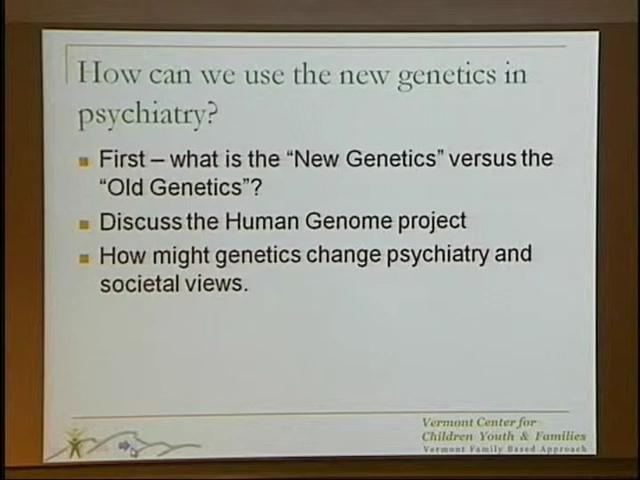 How can we use the new genetics in
psychiatry?
First – what is the “New Genetics” versus the
“Old Genetics”?
Discuss the Human Genome project
How might genetics change psychiatry and
societal views.
Vermont Center for
Children Youth & Families
Vermont Family Based Approach